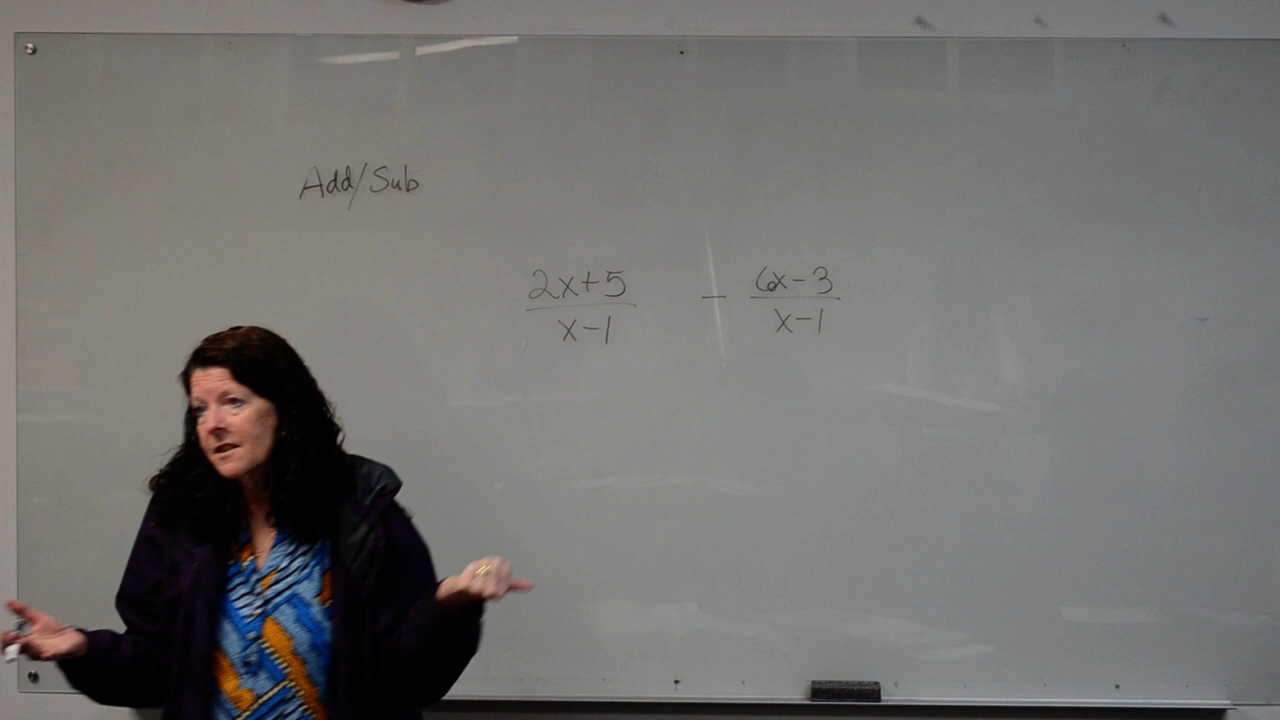 Add/Sub
2x+5 − 6x−3
x−1 x−1